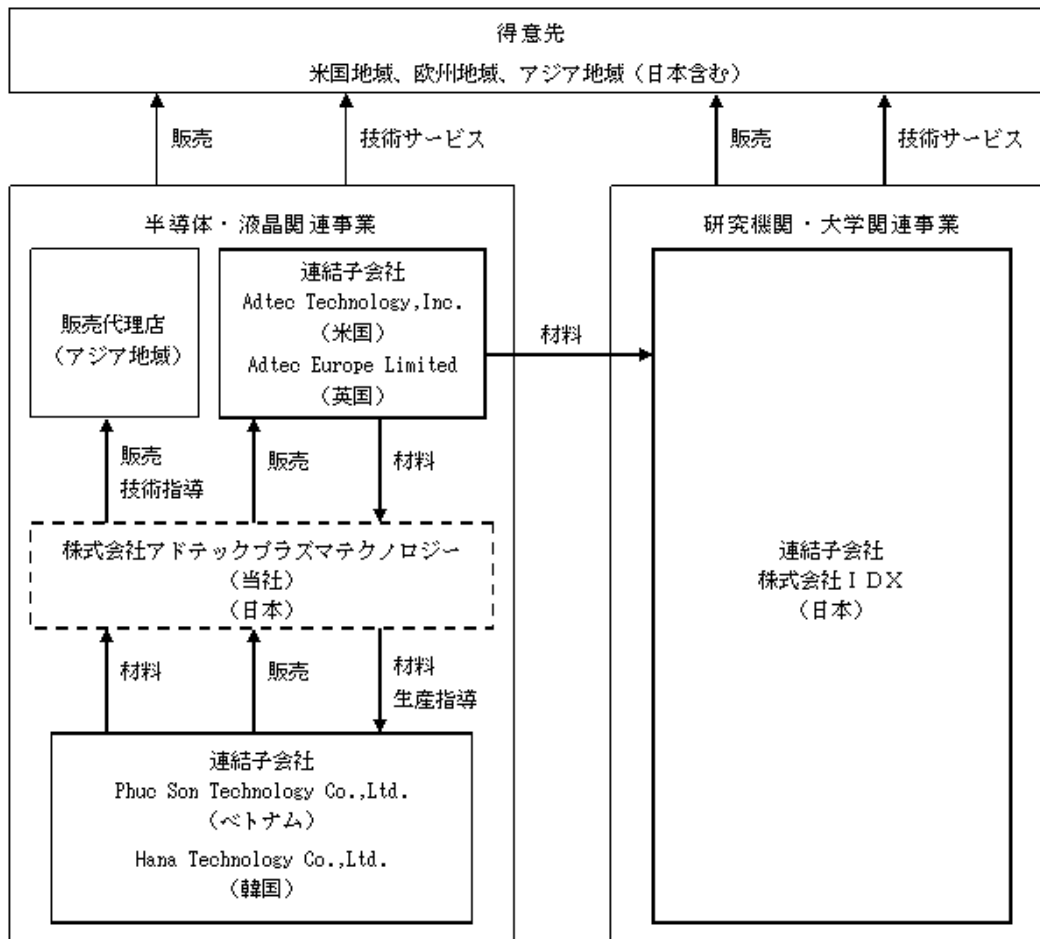 得意先
米国地域、欧州地域、アジア地域（日本含む）
販売
技術サービス
販売
技術サービス
半導体・液晶関連事業
研究機関・大学関連事業
販売代理店
（アジア地域）
連結子会社
Adtec Technology,Inc.
（米国）
Adtec Europe Limited
（英国）
材料
販売
技術指導
販売
材料
株式会社アドテックプラズマテクノロジー
（当社）
（日本）
連結子会社
株式会社ＩＤＸ
（日本）
材料
販売
材料
生産指導
連結子会社
Phuc Son Technology Co.,Ltd.
（ベトナム）
Hana Technology Co.,Ltd.
（韓国）